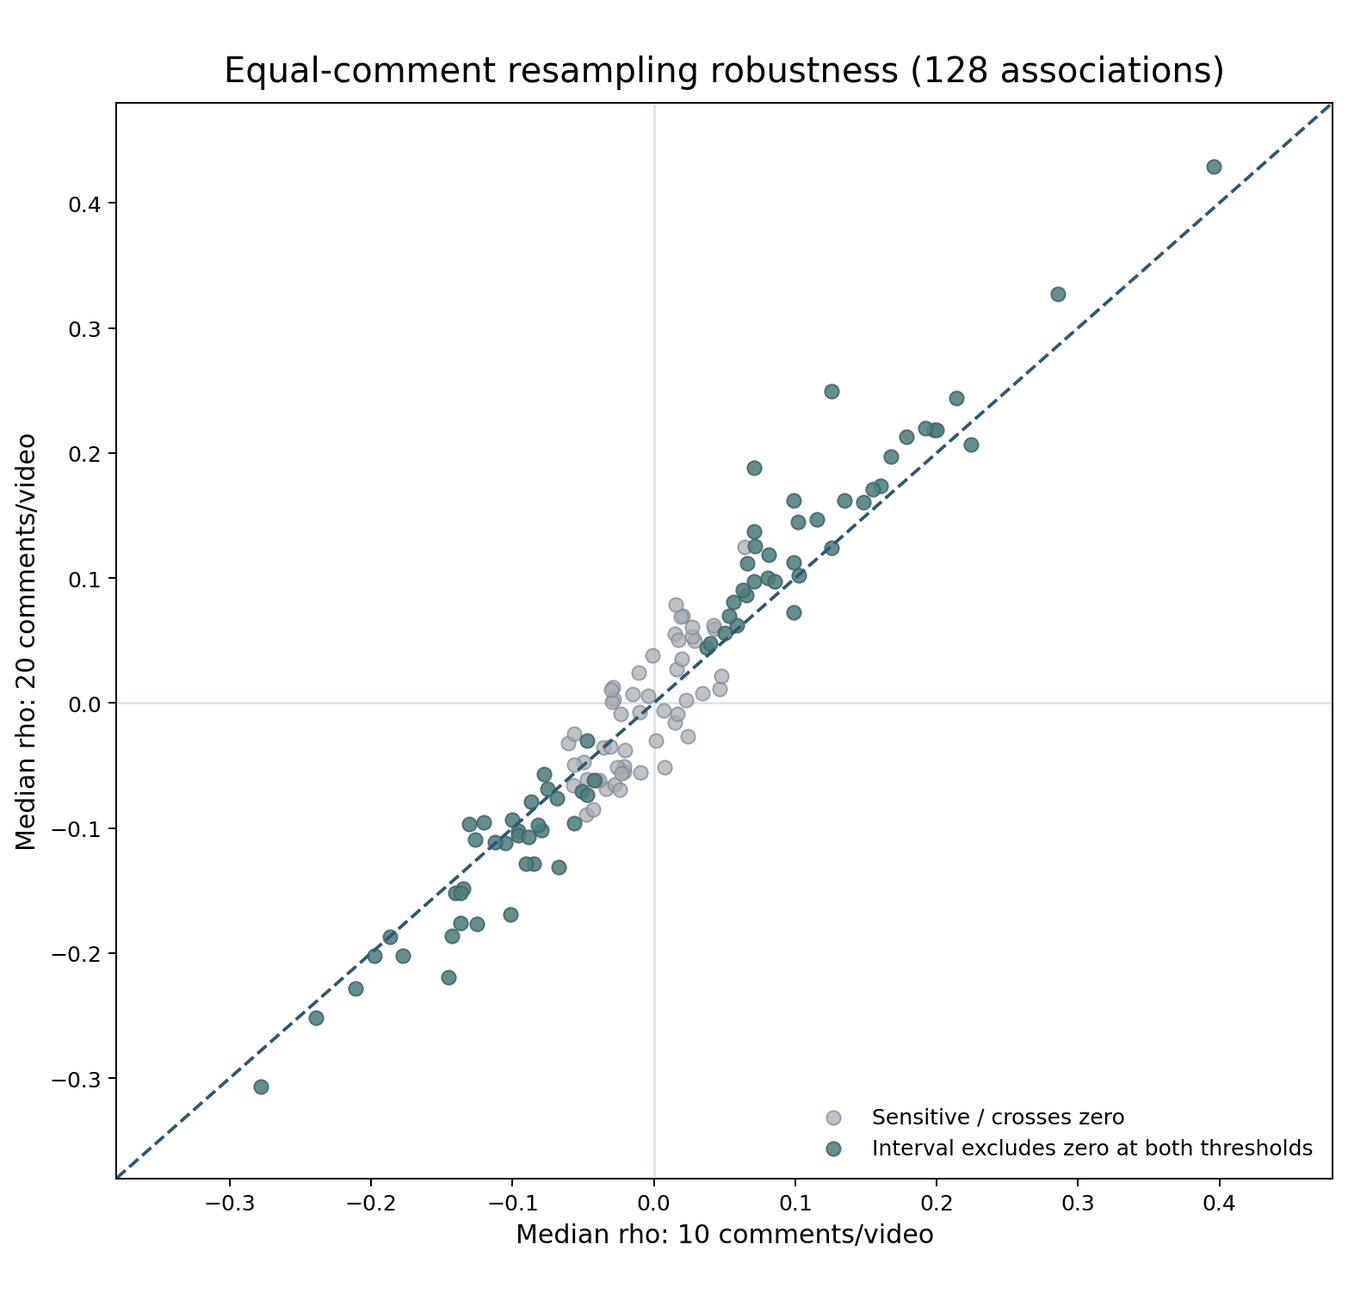 Equal-comment resampling robustness (128 associations)
Median rho: 20 comments/video
0.4
0.3
0.2
0.1
0.0
−0.1
−0.2
−0.3
Sensitive / crosses zero
Interval excludes zero at both thresholds
−0.3 −0.2 −0.1 0.0 0.1 0.2 0.3 0.4
Median rho: 10 comments/video